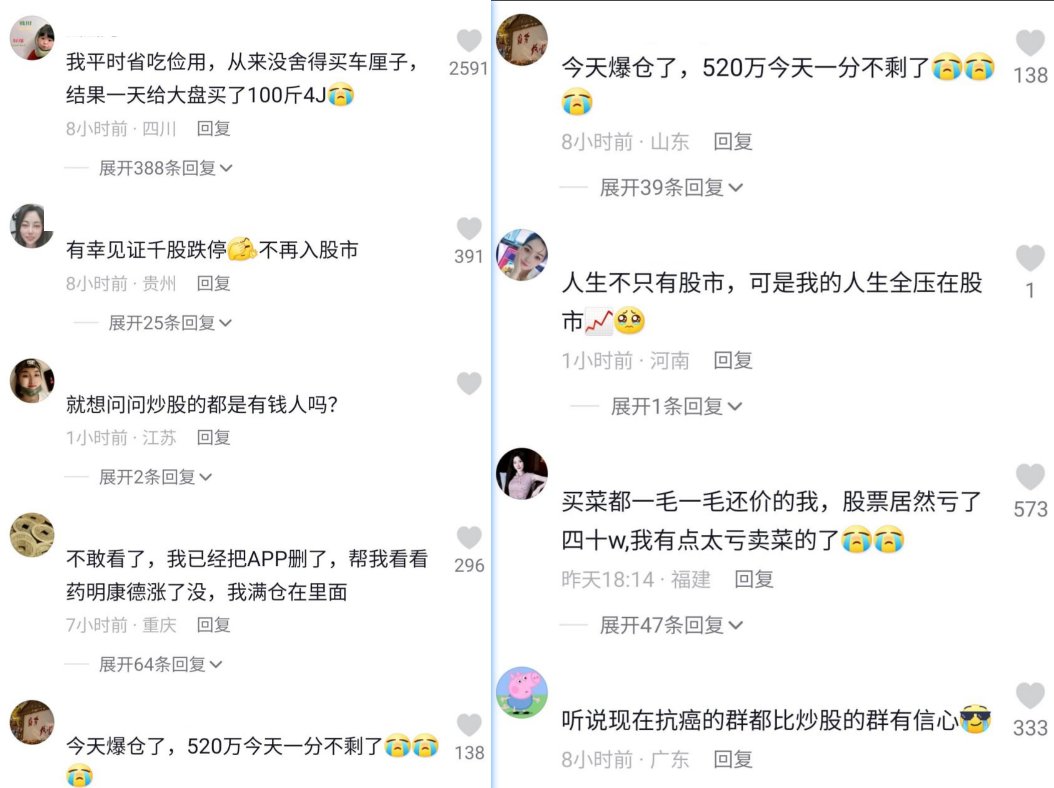 我平时省吃俭用，从来没舍得买车厘子，
结果一天给大盘买了100斤4J😭
2591
8小时前·四川 回复
展开388条回复
有幸见证千股跌停🫡不再入股市
391
8小时前·贵州 回复
展开25条回复
就想问问炒股的都是有钱人吗？
1小时前·江苏 回复
展开2条回复
不敢看了，我已经把APP删了，帮我看看
药明康德涨了没，我满仓在里面
296
7小时前·重庆 回复
展开64条回复
今天爆仓了，520万今天一分不剩了😭😭
😭
138
今天爆仓了，520万今天一分不剩了😭😭
😭
138
8小时前·山东 回复
展开39条回复
人生不只有股市，可是我的人生全压在股
市📈🥹
1
1小时前·河南 回复
展开1条回复
买菜都一毛一毛还价的我，股票居然亏了
四十w,我有点太亏卖菜的了😭😭
573
昨天18:14·福建 回复
展开47条回复
听说现在抗癌的群都比炒股的群有信心😎
333
8小时前·广东 回复